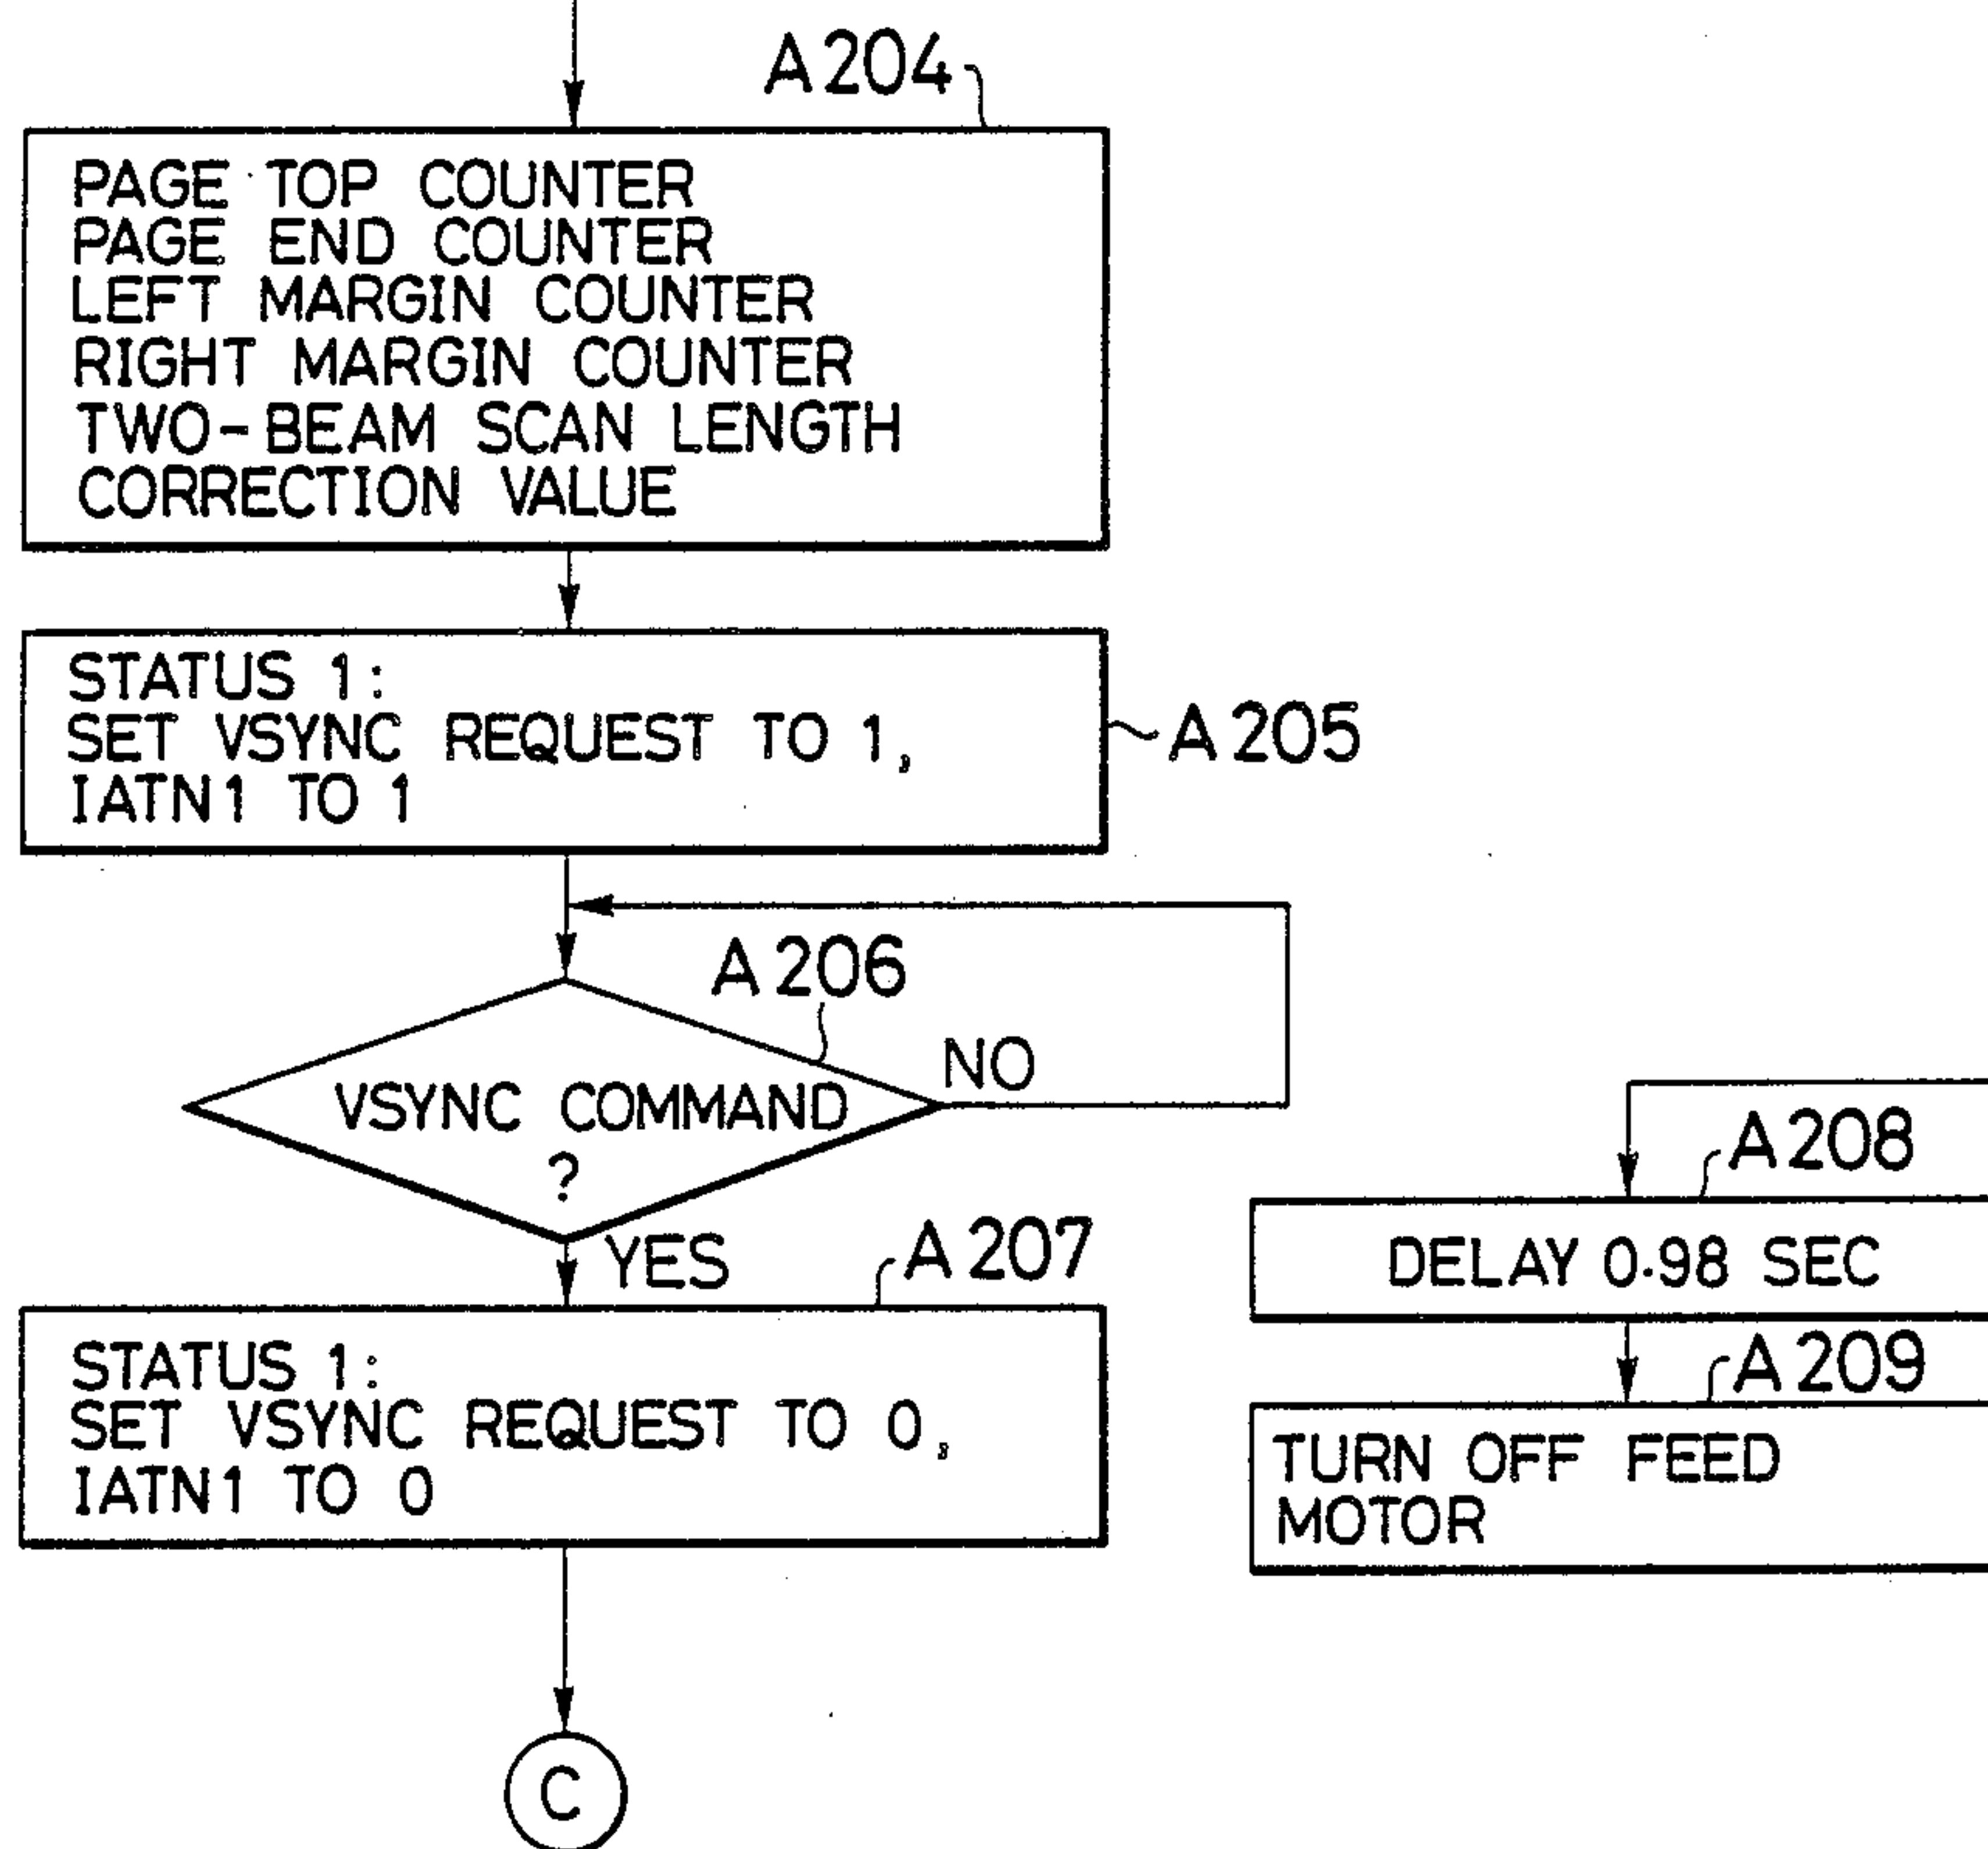 A204
PAGE TOP COUNTER
PAGE END COUNTER
LEFT MARGIN COUNTER
RIGHT MARGIN COUNTER
TWO-BEAM SCAN LENGTH
CORRECTION VALUE
STATUS 1:
SET VSYNC REQUEST TO 1,
IATN1 TO 1
A205
A206
VSYNC COMMAND
?
NO
YES
A207
STATUS 1:
SET VSYNC REQUEST TO 0,
IATN1 TO 0
C
A208
DELAY 0.98 SEC
A209
TURN OFF FEED
MOTOR